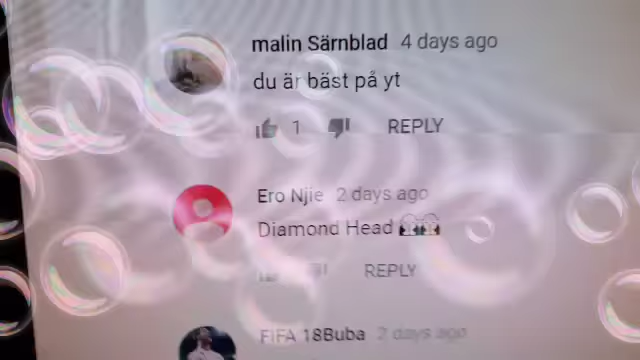 malin Särnblad 4 days ago
du är bäst på yt
1 REPLY
Ero Njie 2 days ago
Diamond Head
REPLY
FIFA 18Buba 2 days ago